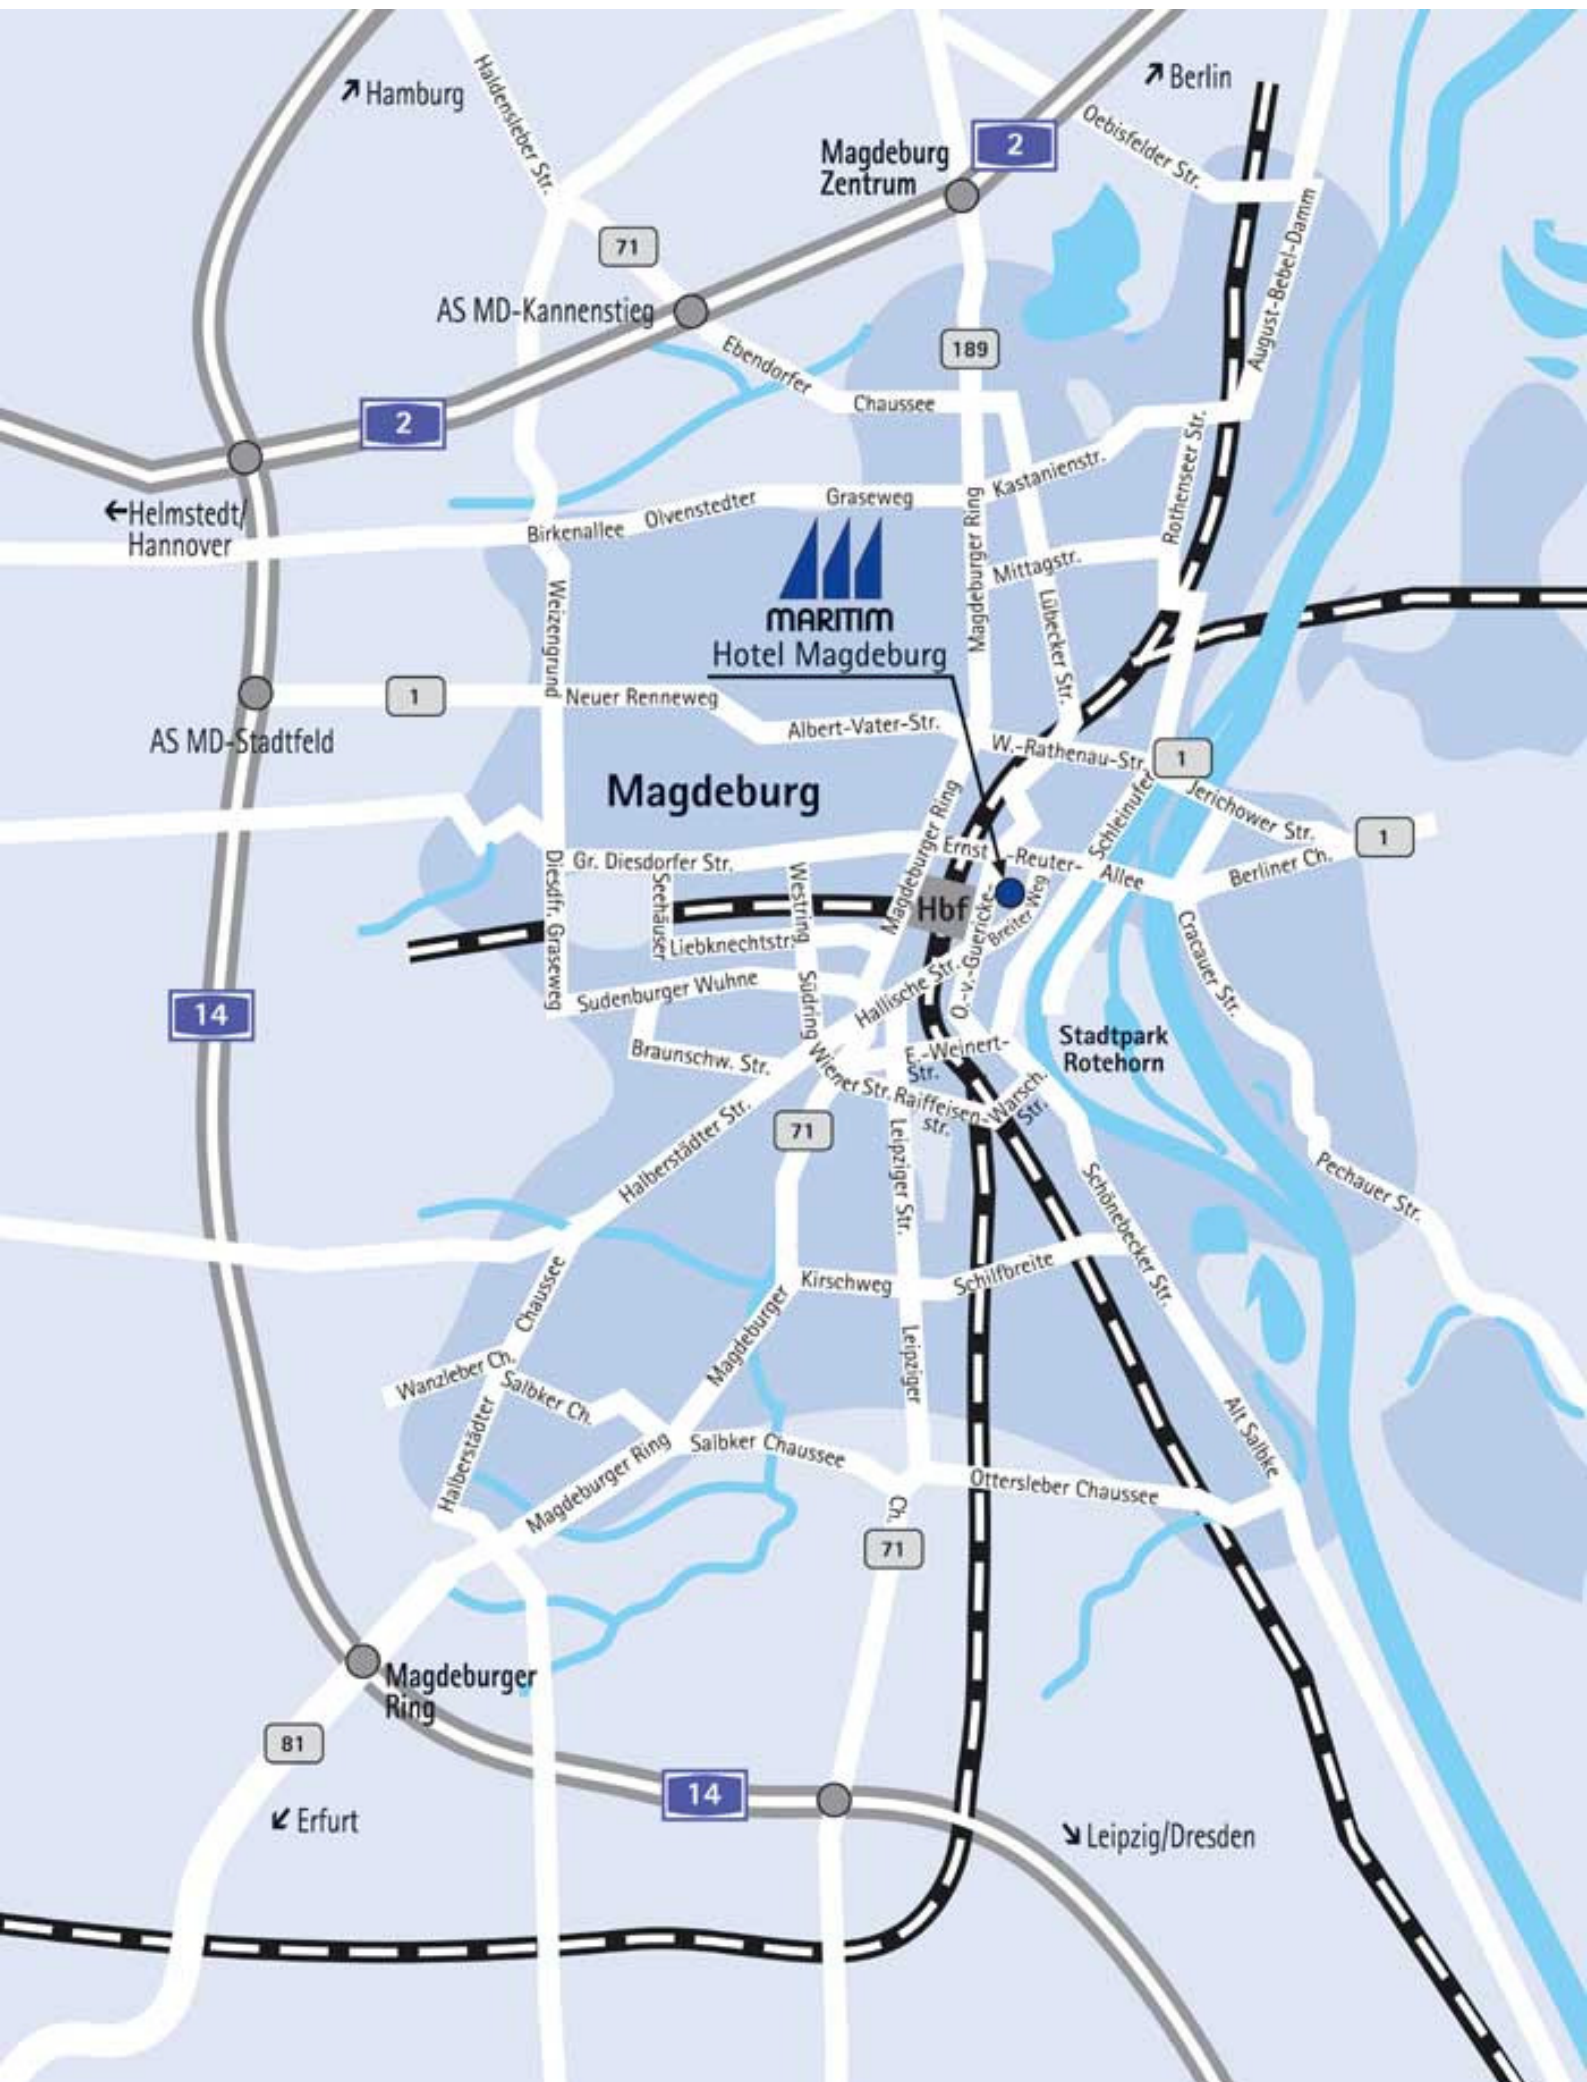 Hamburg
Berlin
Haldensleber Str.
Oebisfelder Str.
2
Magdeburg
Zentrum
71
August-Bebel-Damm
AS MD-Kannenstieg
189
Ebendorfer
Chaussee
2
Rothenseer Str.
Kastanienstr.
Helmstedt/
Hannover
Birkenallee
Olvenstedter
Graseweg
Magdeburger Ring
Mittagstr.
MARITIM
Hotel Magdeburg
Weizengrund
Lübecker Str.
1
Neuer Renneweg
Albert-Vater-Str.
AS MD-Stadtfeld
W.-Rathenau-Str.
1
Magdeburg
Jerichower Str.
Schleinufer
1
Magdeburger Ring
Ernst
-Reuter-
Allee
Berliner Ch.
Gr. Diesdorfer Str.
Diesdfr. Graseweg
Seehäuser
Westring
Hbf
O.-v.-Guericke-
Breiter Weg
Liebknechtstr.
Cracauer Str.
Sudenburger Wuhne
Südring
Hallische Str.
14
Stadtpark
Rotehorn
Braunschw. Str.
Wiener Str.
E.-Weinert-
Str.
Raiffeisen-
str.
Warsch.
Str.
71
Halberstädter Str.
Leipziger Str.
Schönebecker Str.
Pechauer Str.
Chaussee
Kirschweg
Schilfbreite
Magdeburger
Leipziger
Wanzleber Ch.
Salbker Ch.
Halberstädter
Alt Salbke
Magdeburger Ring
Salbker Chaussee
Ottersleber Chaussee
Ch.
71
Magdeburger
Ring
81
14
Erfurt
Leipzig/Dresden